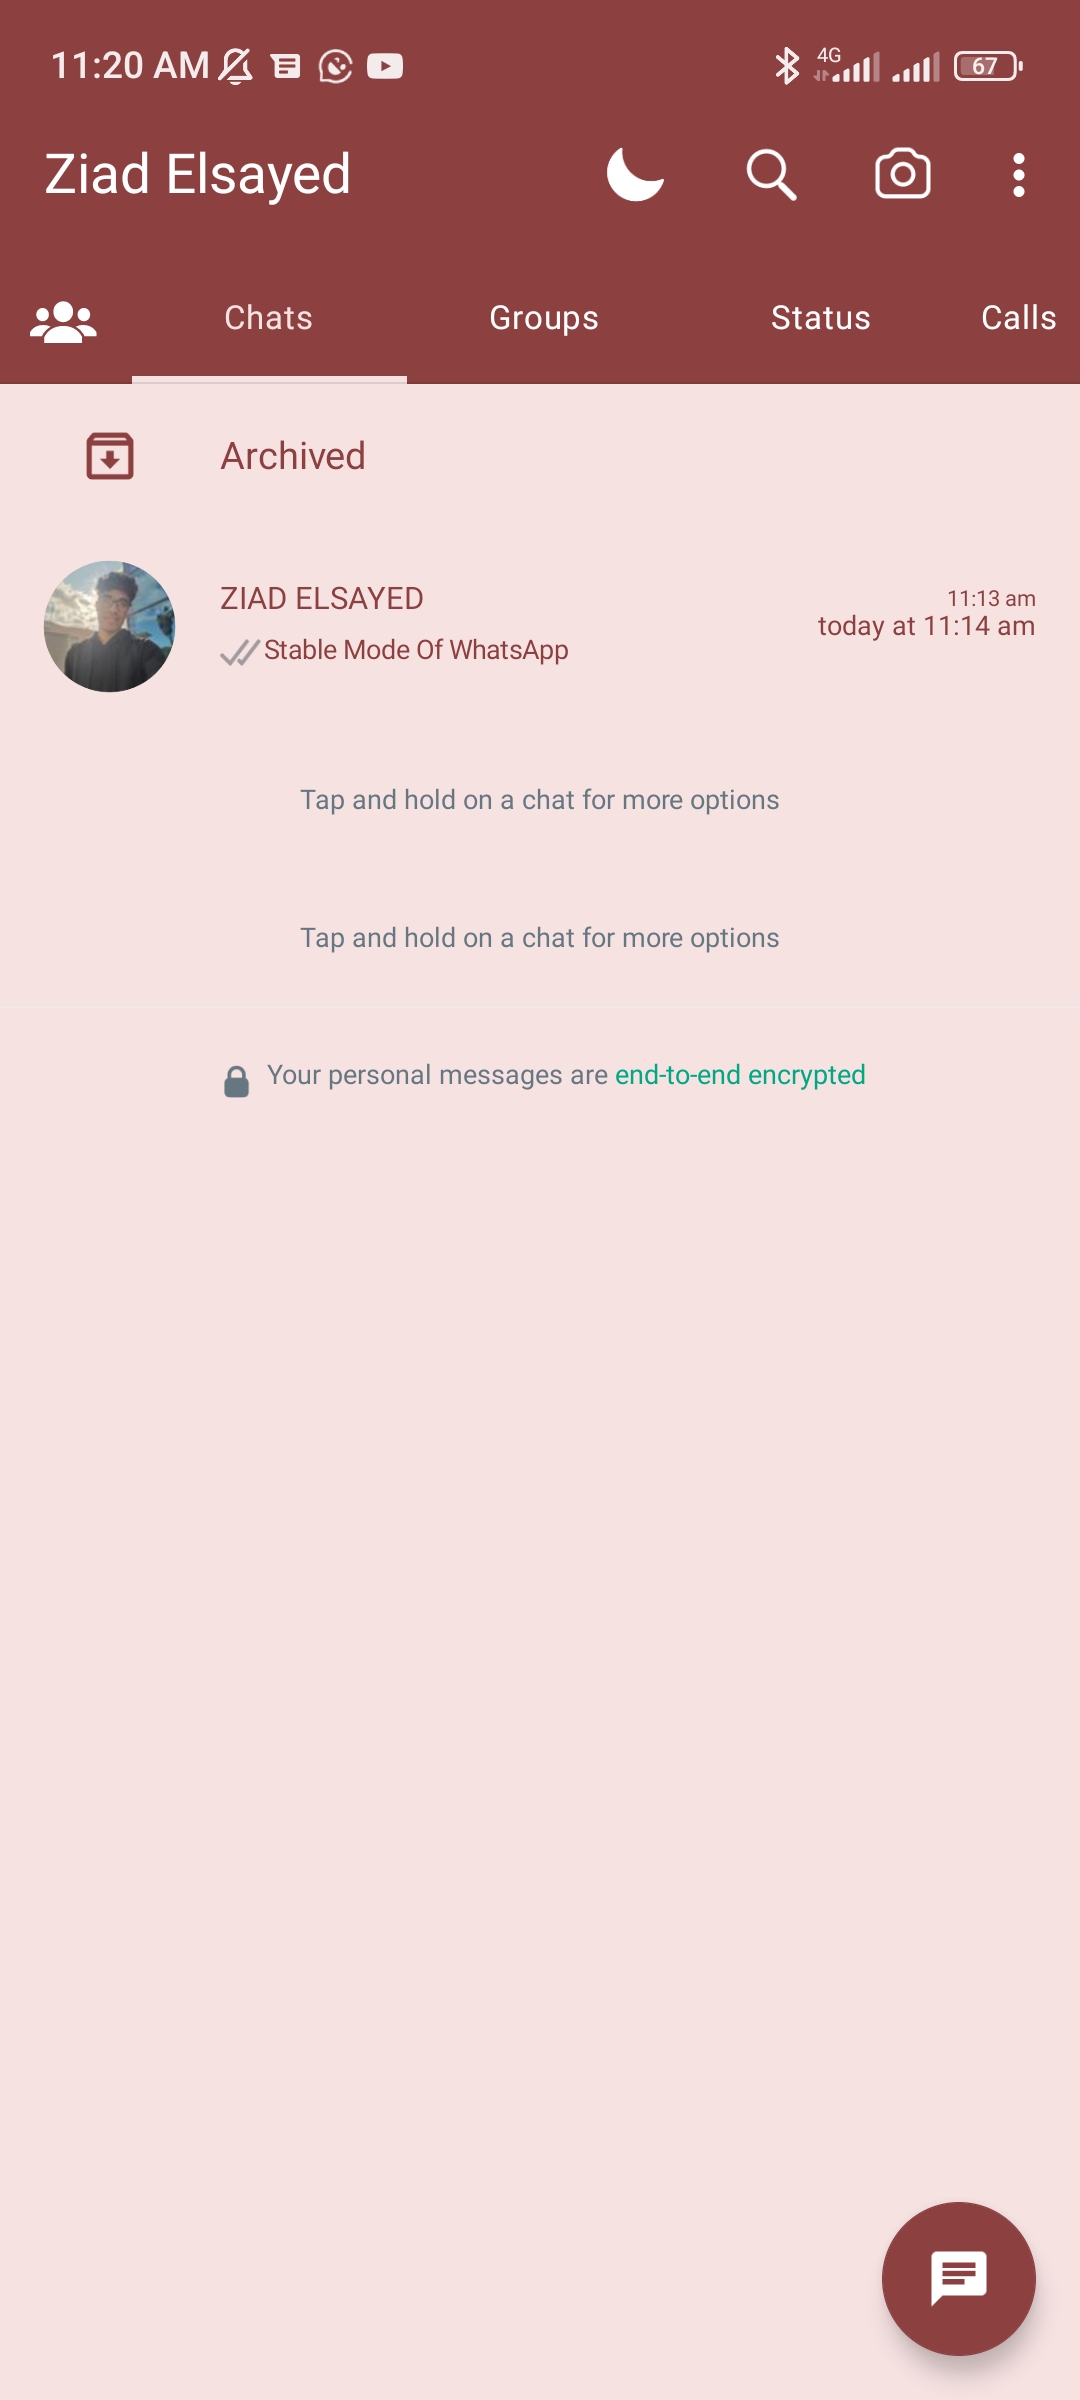 11:20 AM
4G
67
Ziad Elsayed
Chats
Groups
Status
Calls
Archived
ZIAD ELSAYED
11:13 am
today at 11:14 am
Stable Mode Of WhatsApp
Tap and hold on a chat for more options
Tap and hold on a chat for more options
Your personal messages are end-to-end encrypted